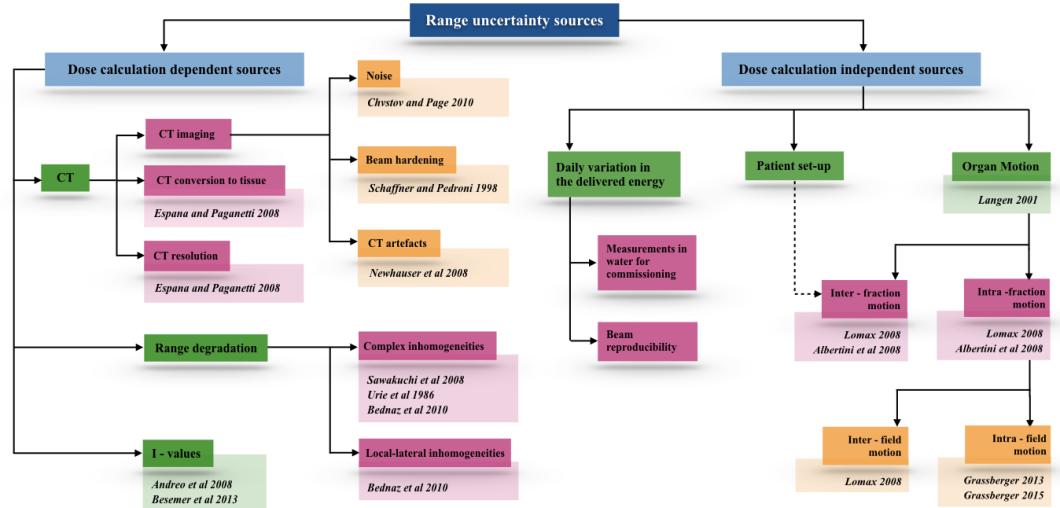 Range uncertainty sources
Dose calculation dependent sources
Dose calculation independent sources
Noise
Chvstov and Page 2010
CT imaging
Beam hardening
Schaffner and Pedroni 1998
CT
CT conversion to tissue
Espana and Paganetti 2008
CT artefacts
Newhauser et al 2008
CT resolution
Espana and Paganetti 2008
Range degradation
Complex inhomogeneities
Sawakuchi et al 2008
Urie et al 1986
Bednaz et al 2010
I - values
Andreo et al 2008
Besemer et al 2013
Local-lateral inhomogeneities
Bednaz et al 2010
Daily variation in
the delivered energy
Measurements in
water for
commissioning
Beam
reproducibility
Patient set-up
Organ Motion
Langen 2001
Inter - fraction
motion
Lomax 2008
Albertini et al 2008
Intra -fraction
motion
Lomax 2008
Albertini et al 2008
Inter - field
motion
Lomax 2008
Intra - field
motion
Grassberger 2013
Grassberger 2015